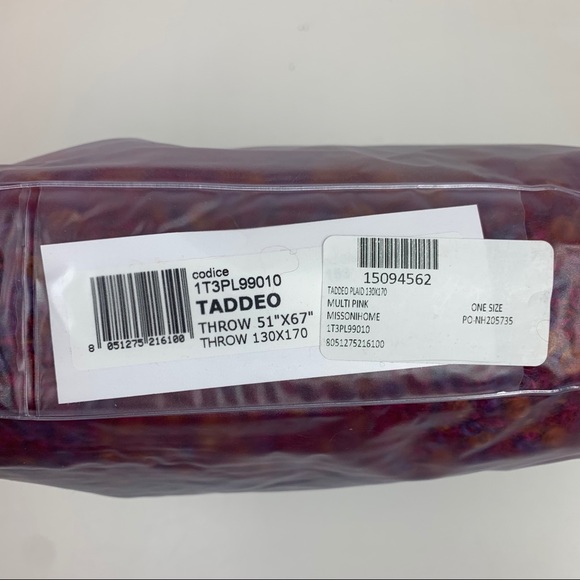 codice
1T3PL99010
TADDEO
THROW 51"X67"
THROW 130X170
8 051275 216100
15094562
TADDEO PLAID 130X170
MULTI PINK
MISSONIHOME
1T3PL99010
8051275216100
ONE SIZE
PO-NH205735